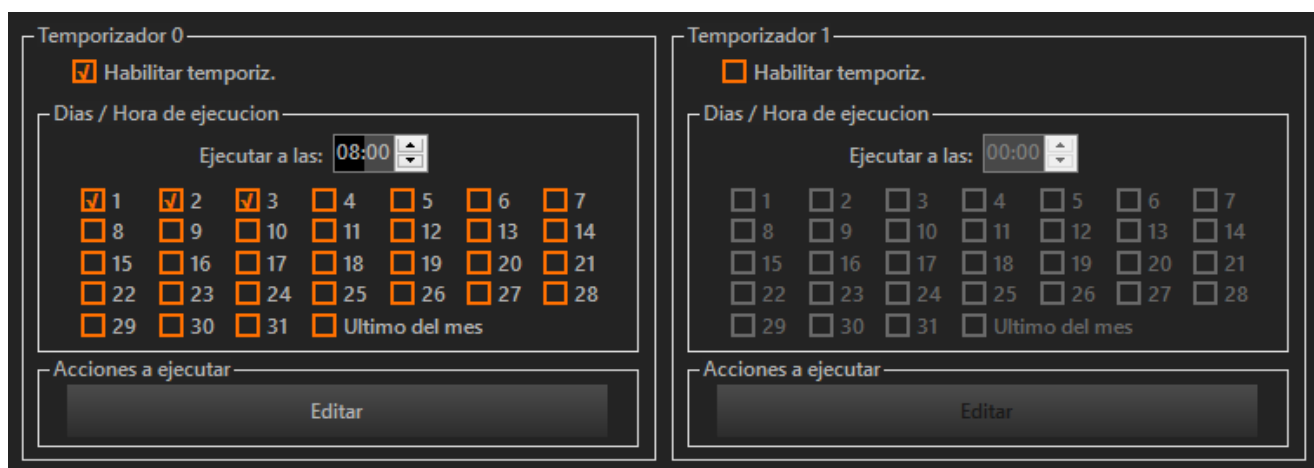 Temporizador 0
Habilitar temporiz.
Dias / Hora de ejecucion
Ejecutar a las: 08:00
1 2 3 4 5 6 7
8 9 10 11 12 13 14
15 16 17 18 19 20 21
22 23 24 25 26 27 28
29 30 31 Ultimo del mes
Acciones a ejecutar
Editar
Temporizador 1
Habilitar temporiz.
Dias / Hora de ejecucion
Ejecutar a las: 00:00
1 2 3 4 5 6 7
8 9 10 11 12 13 14
15 16 17 18 19 20 21
22 23 24 25 26 27 28
29 30 31 Ultimo del mes
Acciones a ejecutar
Editar